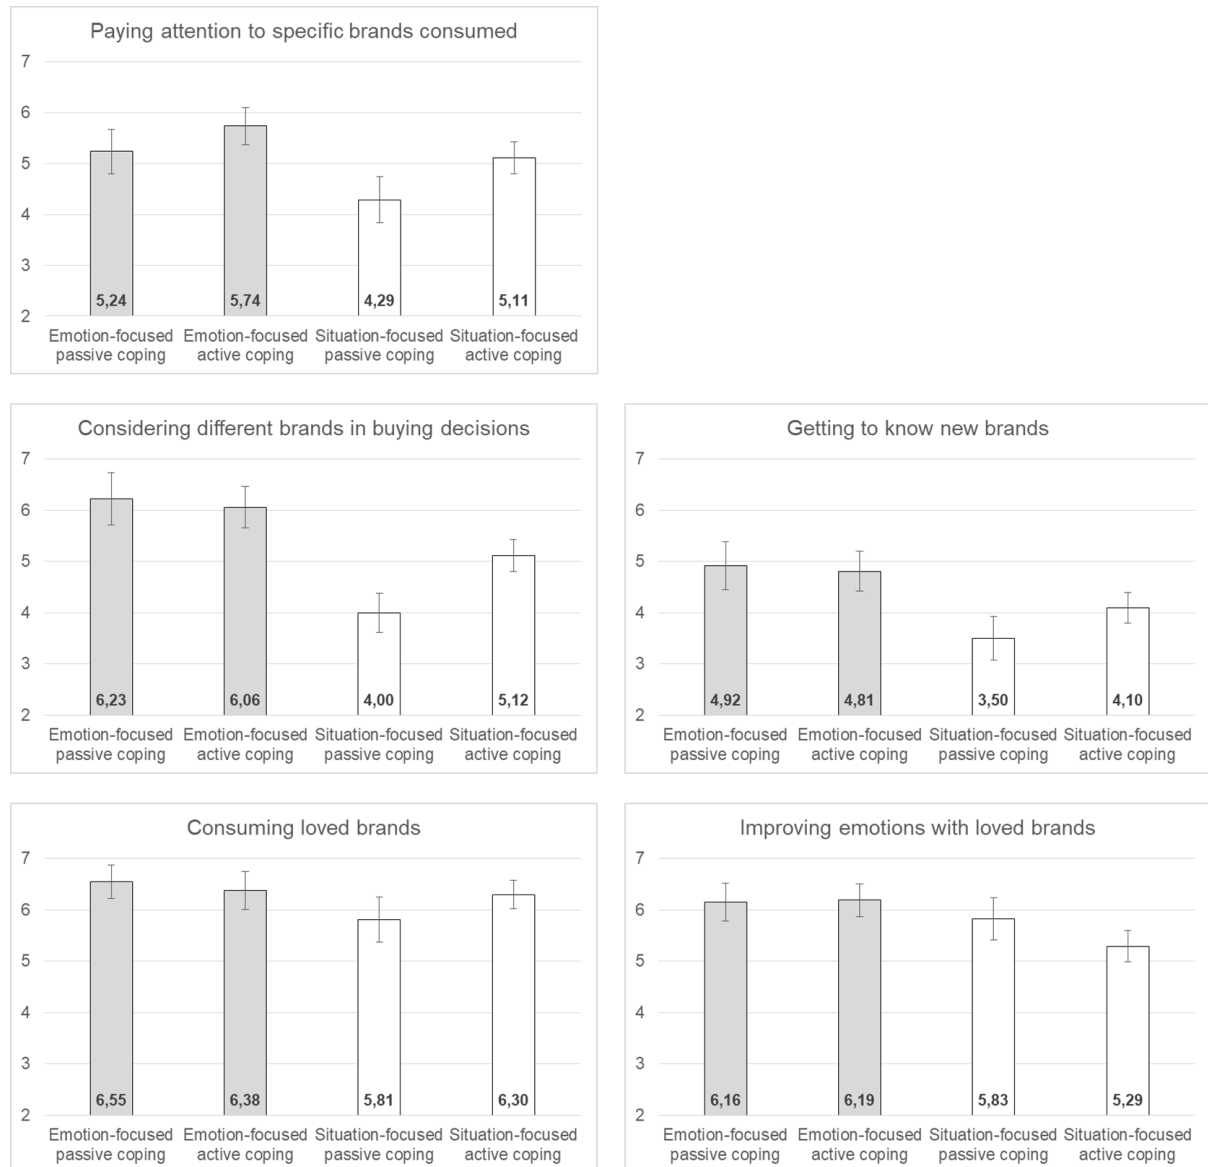 Paying attention to specific brands consumed
7
6
5
4
3
2
5,24
5,74
4,29
5,11
Emotion-focused
passive coping
Emotion-focused
active coping
Situation-focused
passive coping
Situation-focused
active coping
Considering different brands in buying decisions
7
6
5
4
3
2
6,23
6,06
4,00
5,12
Emotion-focused
passive coping
Emotion-focused
active coping
Situation-focused
passive coping
Situation-focused
active coping
Getting to know new brands
7
6
5
4
3
2
4,92
4,81
3,50
4,10
Emotion-focused
passive coping
Emotion-focused
active coping
Situation-focused
passive coping
Situation-focused
active coping
Consuming loved brands
7
6
5
4
3
2
6,55
6,38
5,81
6,30
Emotion-focused
passive coping
Emotion-focused
active coping
Situation-focused
passive coping
Situation-focused
active coping
Improving emotions with loved brands
7
6
5
4
3
2
6,16
6,19
5,83
5,29
Emotion-focused
passive coping
Emotion-focused
active coping
Situation-focused
passive coping
Situation-focused
active coping